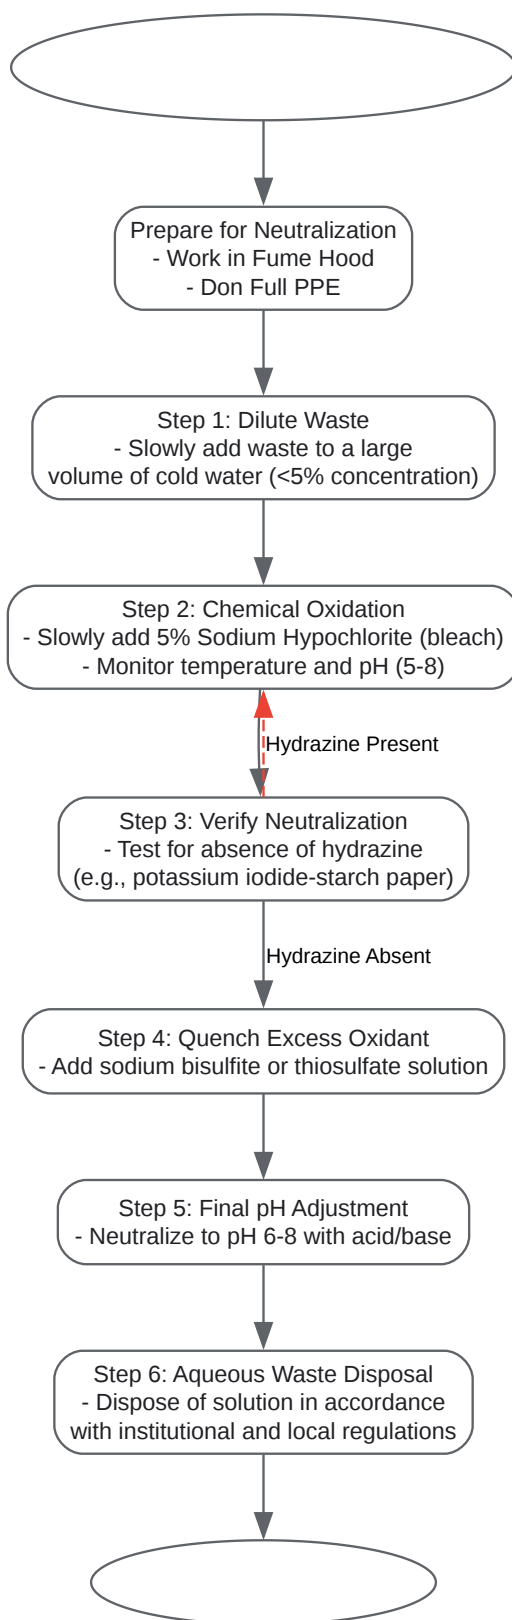 Prepare for Neutralization
- Work in Fume Hood
- Don Full PPE
Step 1: Dilute Waste
- Slowly add waste to a large
volume of cold water (<5% concentration)
Step 2: Chemical Oxidation
- Slowly add 5% Sodium Hypochlorite (bleach)
- Monitor temperature and pH (5-8)
Hydrazine Present
Step 3: Verify Neutralization
- Test for absence of hydrazine
(e.g., potassium iodide-starch paper)
Hydrazine Absent
Step 4: Quench Excess Oxidant
- Add sodium bisulfite or thiosulfate solution
Step 5: Final pH Adjustment
- Neutralize to pH 6-8 with acid/base
Step 6: Aqueous Waste Disposal
- Dispose of solution in accordance
with institutional and local regulations